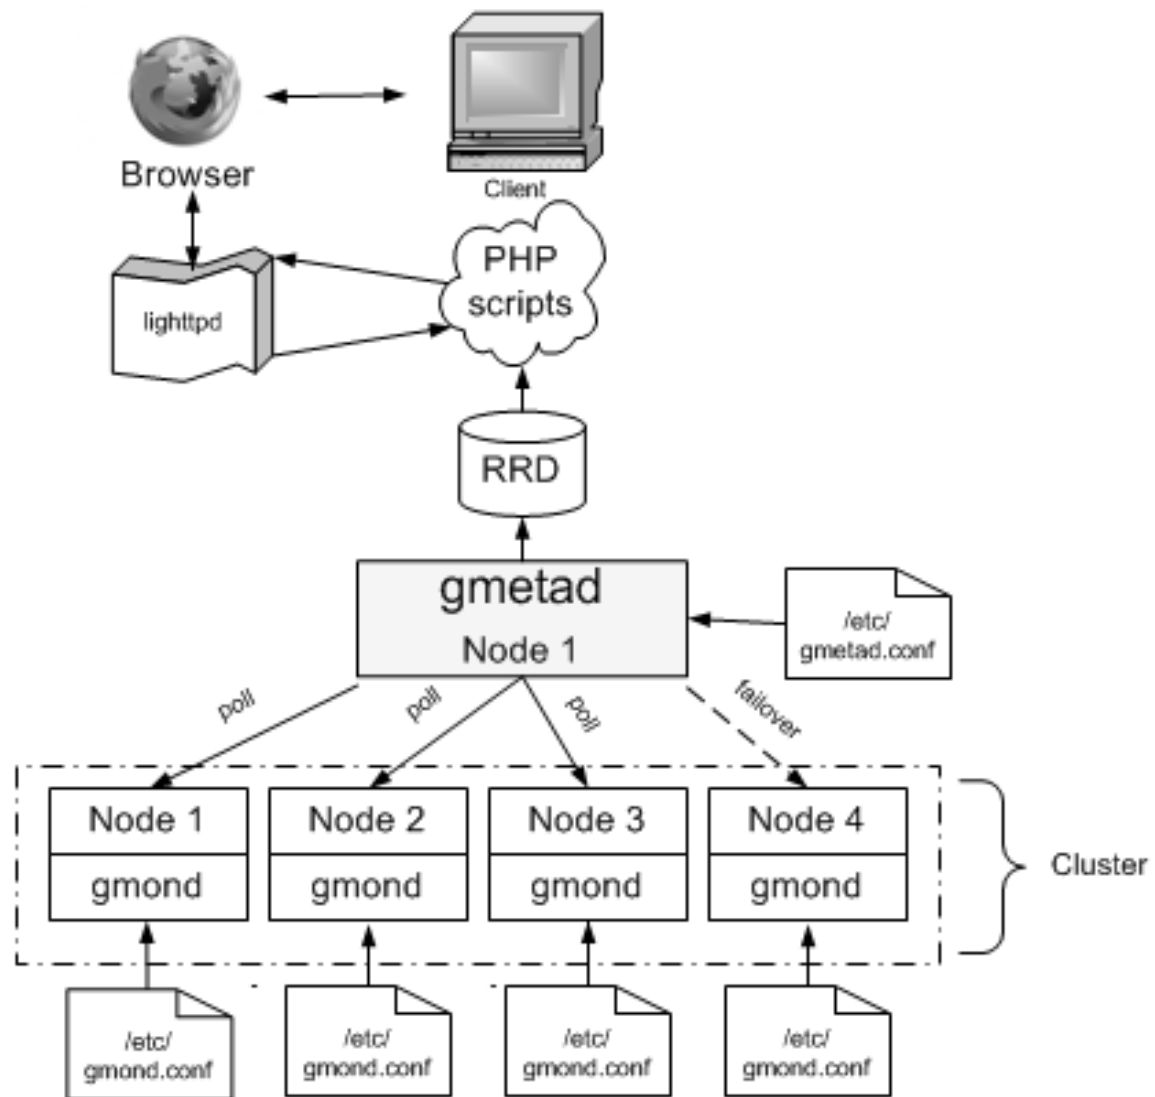 Browser
Client
PHP
scripts
lighttpd
RRD
gmetad
Node 1
/etc/
gmetad.conf
poll
poll
poll
failover
Node 1
Node 2
Node 3
Node 4
gmond
gmond
gmond
gmond
Cluster
/etc/
gmond.conf
/etc/
gmond.conf
/etc/
gmond.conf
/etc/
gmond.conf